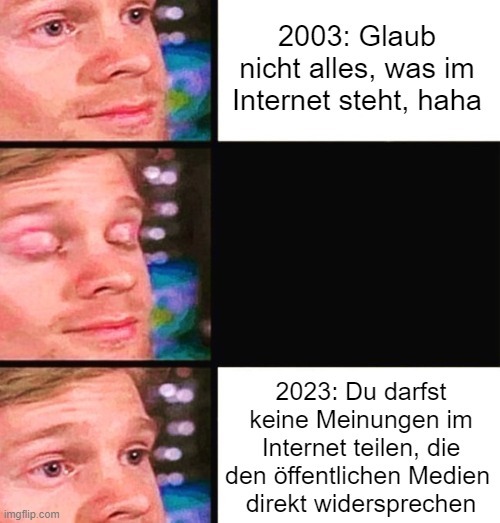 2003: Glaub
nicht alles, was im
Internet steht, haha
2023: Du darfst
keine Meinungen im
Internet teilen, die
den öffentlichen Medien
direkt widersprechen
imgflip.com